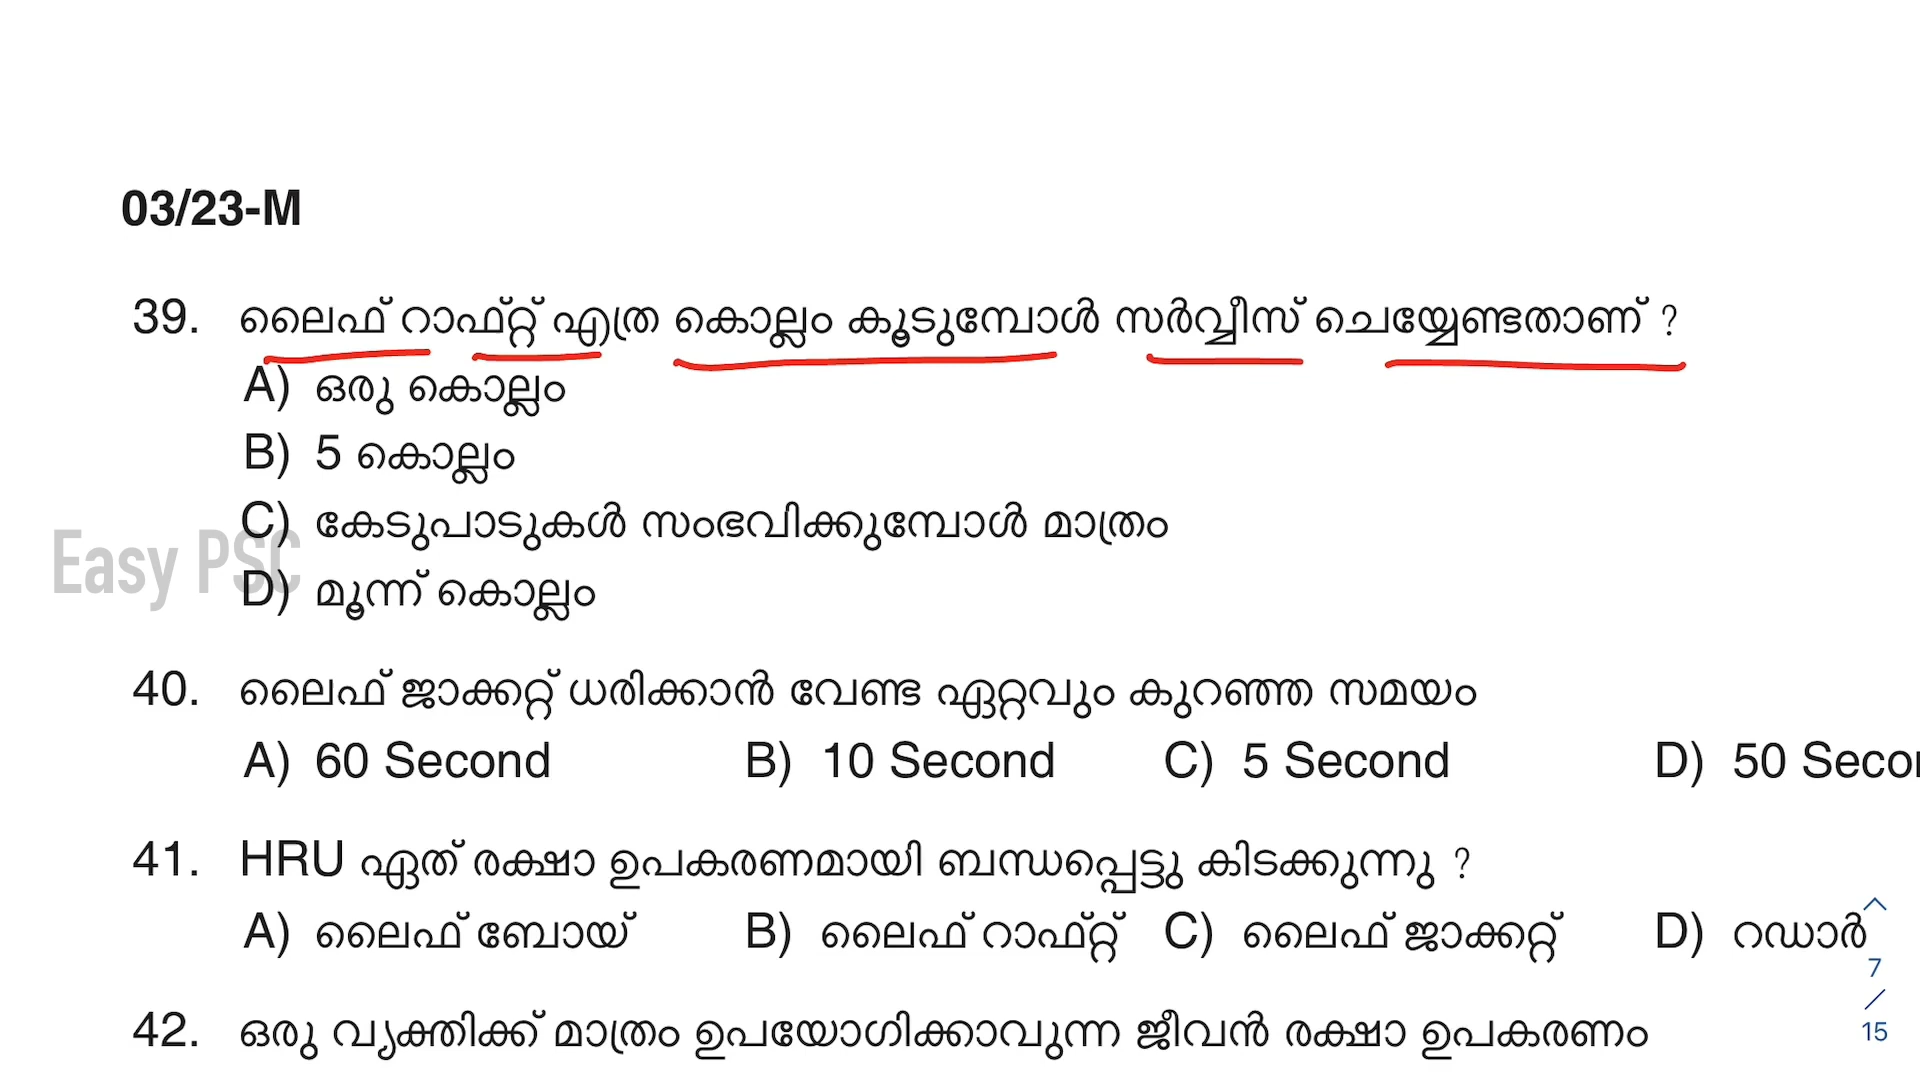 03/23-M
39. ലൈഫ് റാഫ്റ്റ് എത്ര കൊല്ലം കൂടുമ്പോൾ സർവ്വീസ് ചെയ്യേണ്ടതാണ് ?
A) ഒരു കൊല്ലം
B) 5 കൊല്ലം
C) കേടുപാടുകൾ സംഭവിക്കുമ്പോൾ മാത്രം
Easy PSC
D) മൂന്ന് കൊല്ലം
40. ലൈഫ് ജാക്കറ്റ് ധരിക്കാൻ വേണ്ട ഏറ്റവും കുറഞ്ഞ സമയം
A) 60 Second B) 10 Second C) 5 Second D) 50 Secon
41. HRU ഏത് രക്ഷാ ഉപകരണമായി ബന്ധപ്പെട്ടു കിടക്കുന്നു ?
A) ലൈഫ് ബോയ് B) ലൈഫ് റാഫ്റ്റ് C) ലൈഫ് ജാക്കറ്റ് D) റഡാർ
7
/
15
42. ഒരു വ്യക്തിക്ക് മാത്രം ഉപയോഗിക്കാവുന്ന ജീവൻ രക്ഷാ ഉപകരണം